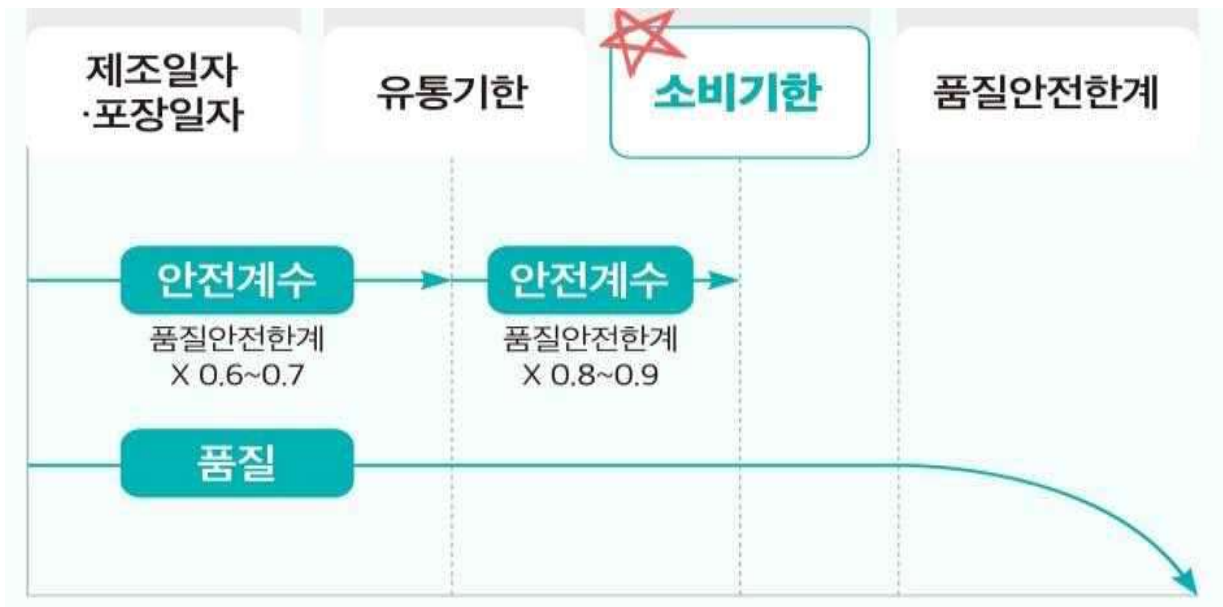 제조일자
·포장일자
유통기한
소비기한
품질안전한계
안전계수
품질안전한계
X 0.6~0.7
안전계수
품질안전한계
X 0.8~0.9
품질